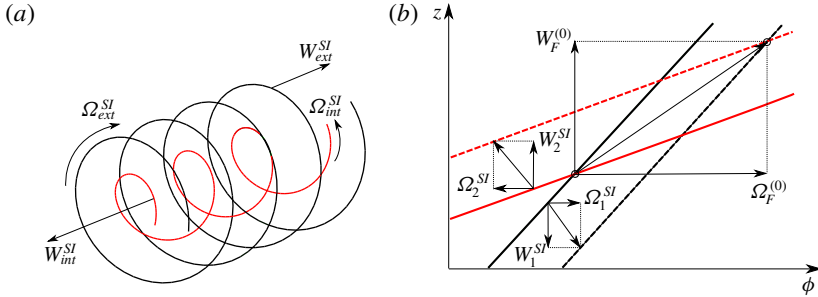 (a)
W_ext^SI
Ω_ext^SI
Ω_int^SI
W_int^SI
(b)
z
W_F^(0)
W_2^SI
Ω_2^SI
Ω_1^SI
Ω_F^(0)
W_1^SI
ϕ